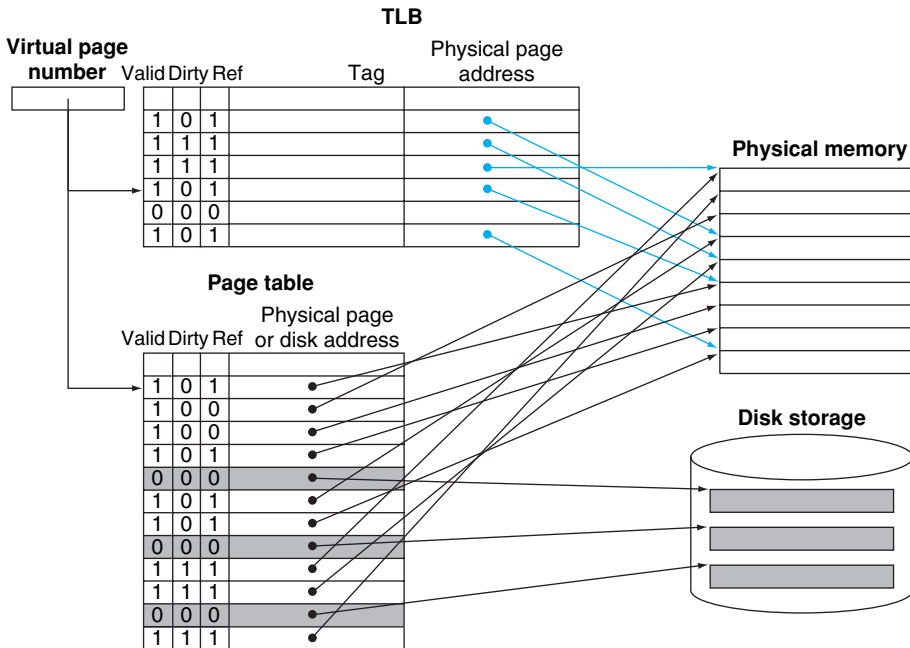 TLB
Virtual page
number
Valid Dirty Ref
Tag
Physical page
address
1 0 1
1 1 1
1 1 1
1 0 1
0 0 0
1 0 1
Physical memory
Page table
Physical page
or disk address
Valid Dirty Ref
1 0 1
1 0 0
1 0 0
1 0 1
0 0 0
1 0 1
1 0 1
0 0 0
1 1 1
1 1 1
0 0 0
1 1 1
Disk storage